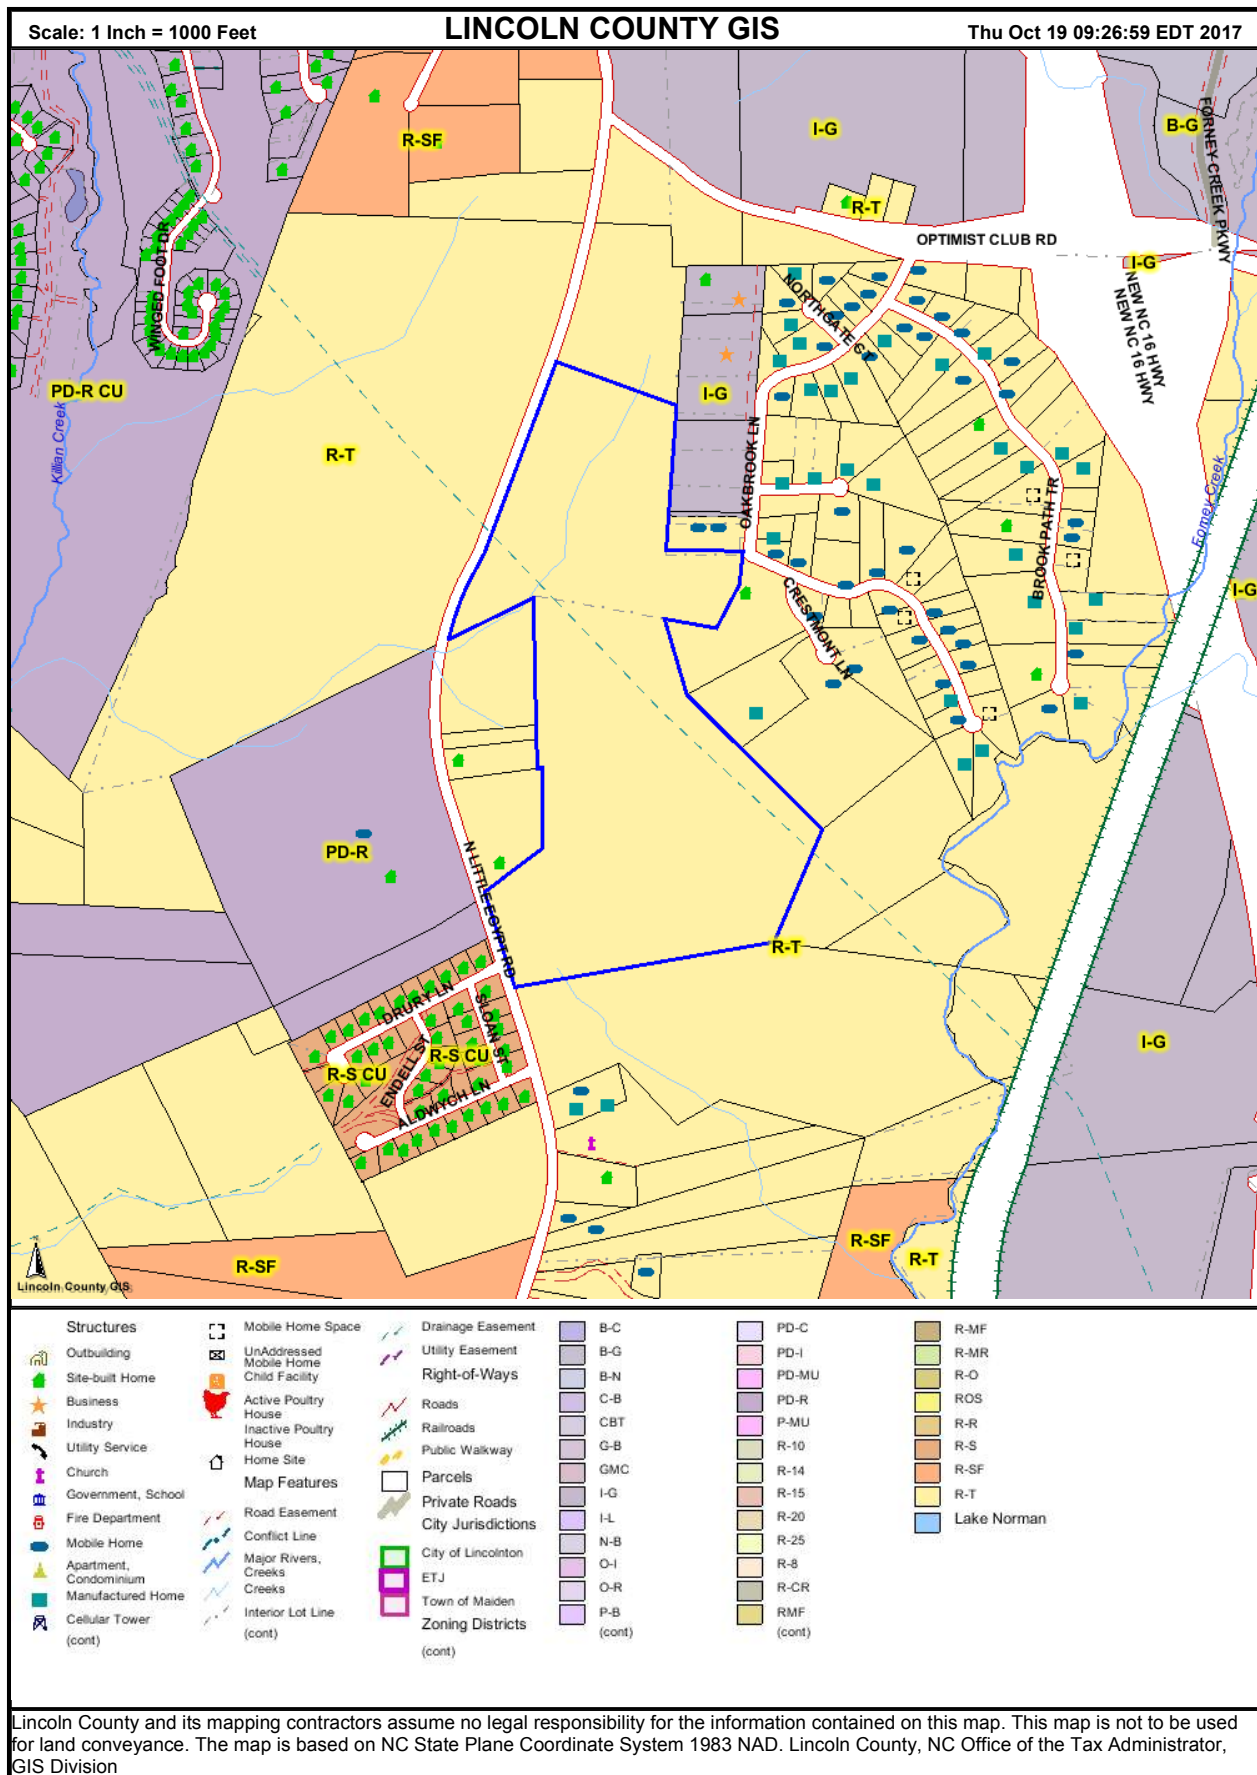 Scale: 1 Inch = 1000 Feet
LINCOLN COUNTY GIS
Thu Oct 19 09:26:59 EDT 2017
R-SF
I-G
B-G
FORNEY CREEK PKWY
R-T
OPTIMIST CLUB RD
I-G
NEW NC 16 HWY
NEW NC 16 HWY
WINGED FOOT DR
NORTHGATE CT
PD-R CU
Killian Creek
I-G
R-T
OAKBROOK LN
BROOK PATH TR
Forney Creek
I-G
CRESTMONT LN
PD-R
N LITTLE EGYPT RD
R-T
DRURY LN
SLOAN ST
R-S CU
R-S CU
ENDELL ST
ALDWYCH LN
I-G
R-SF
R-SF
R-T
Lincoln County GIS
Structures
Outbuilding
Site-built Home
Business
Industry
Utility Service
Church
Government, School
Fire Department
Mobile Home
Apartment,
Condominium
Manufactured Home
Cellular Tower
(cont)
Mobile Home Space
UnAddressed
Mobile Home
Child Facility
Active Poultry
House
Inactive Poultry
House
Home Site
Map Features
Road Easement
Conflict Line
Major Rivers,
Creeks
Creeks
Interior Lot Line
(cont)
Drainage Easement
Utility Easement
Right-of-Ways
Roads
Railroads
Public Walkway
Parcels
Private Roads
City Jurisdictions
City of Lincolnton
ETJ
Town of Maiden
Zoning Districts
(cont)
B-C
B-G
B-N
C-B
CBT
G-B
GMC
I-G
I-L
N-B
O-I
O-R
P-B
(cont)
PD-C
PD-I
PD-MU
PD-R
P-MU
R-10
R-14
R-15
R-20
R-25
R-8
R-CR
RMF
(cont)
R-MF
R-MR
R-O
ROS
R-R
R-S
R-SF
R-T
Lake Norman
Lincoln County and its mapping contractors assume no legal responsibility for the information contained on this map. This map is not to be used
for land conveyance. The map is based on NC State Plane Coordinate System 1983 NAD. Lincoln County, NC Office of the Tax Administrator,
GIS Division